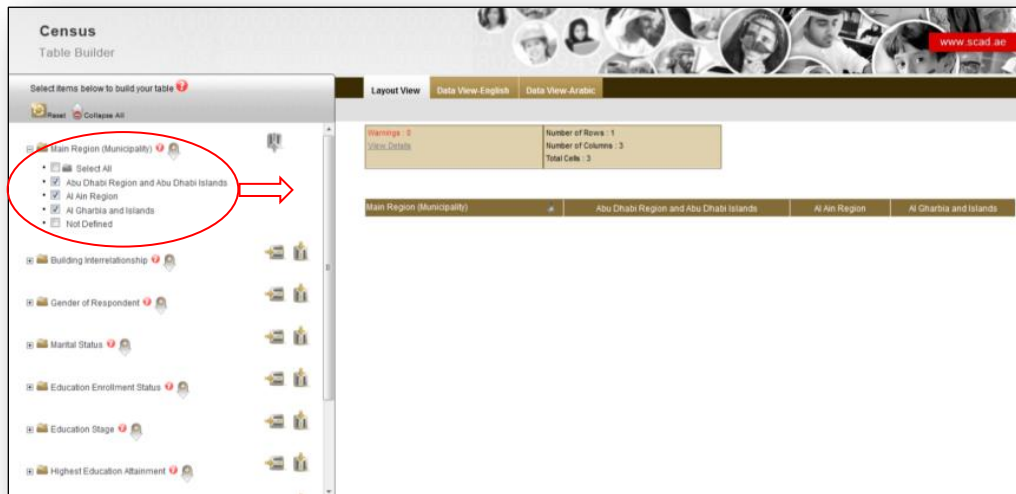 Census
Table Builder
www.scad.ae
Select items below to build your table
Reset Collapse All
Layout View Data View-English Data View-Arabic
Warnings : 0
View Details
Number of Rows : 1
Number of Columns : 3
Total Cells : 3
Main Region (Municipality)
Select All
Abu Dhabi Region and Abu Dhabi Islands
Al Ain Region
Al Gharbia and Islands
Not Defined
Building Interrelationship
Gender of Respondent
Marital Status
Education Enrollment Status
Education Stage
Highest Education Attainment
Main Region (Municipality) Abu Dhabi Region and Abu Dhabi Islands Al Ain Region Al Gharbia and Islands